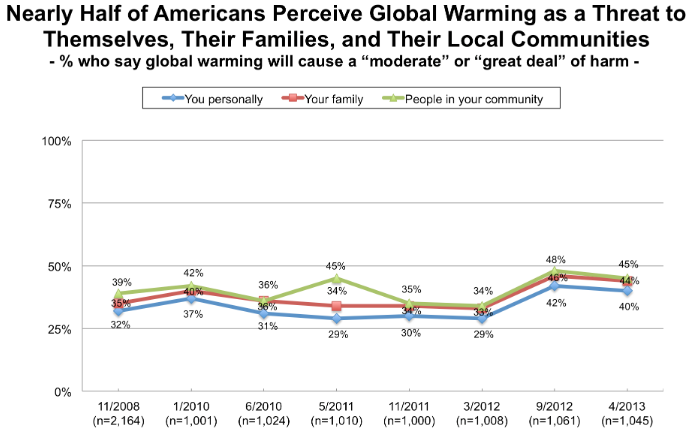 Nearly Half of Americans Perceive Global Warming as a Threat to
Themselves, Their Families, and Their Local Communities
- % who say global warming will cause a “moderate” or “great deal” of harm -
You personally Your family People in your community
100%
75%
50%
25%
0%
39% 42% 36% 45% 35% 34% 48% 45%
35% 40% 36% 34% 34% 33% 46% 44%
32% 37% 31% 29% 30% 29% 42% 40%
11/2008 1/2010 6/2010 5/2011 11/2011 3/2012 9/2012 4/2013
(n=2,164) (n=1,001) (n=1,024) (n=1,010) (n=1,000) (n=1,008) (n=1,061) (n=1,045)